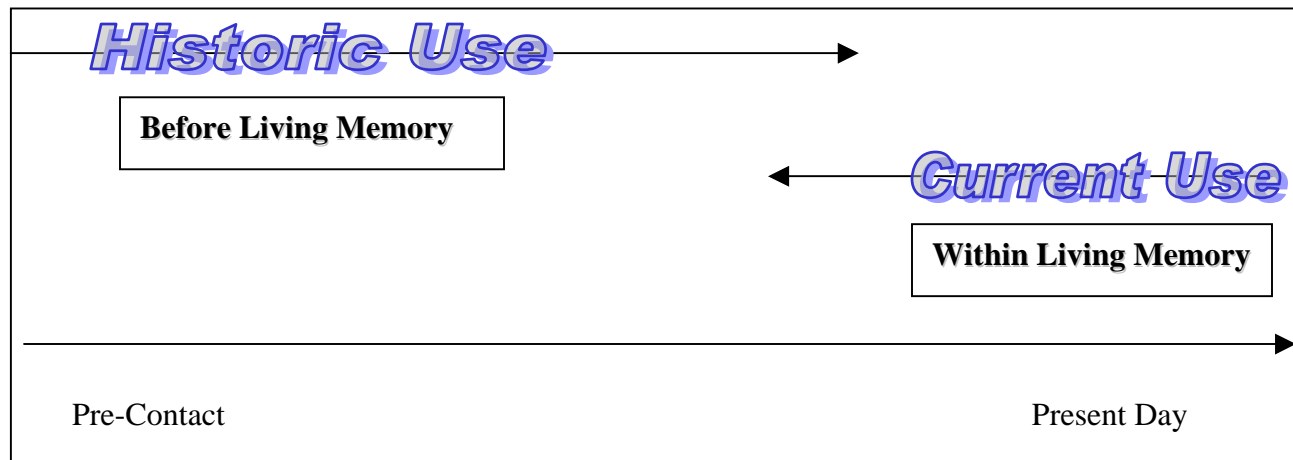 Historic Use
Before Living Memory
Current Use
Within Living Memory
Pre-Contact Present Day